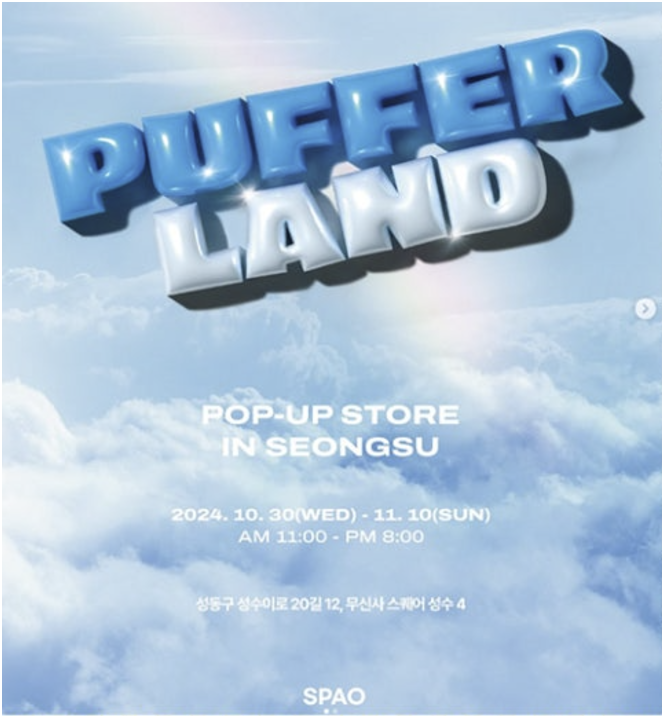 PUFFER
LAND
POP-UP STORE
IN SEONGSU
2024. 10. 30(WED) - 11. 10(SUN)
AM 11:00 - PM 8:00
성동구 성수이로 20길 12, 무신사 스퀘어 성수 4
SPAO